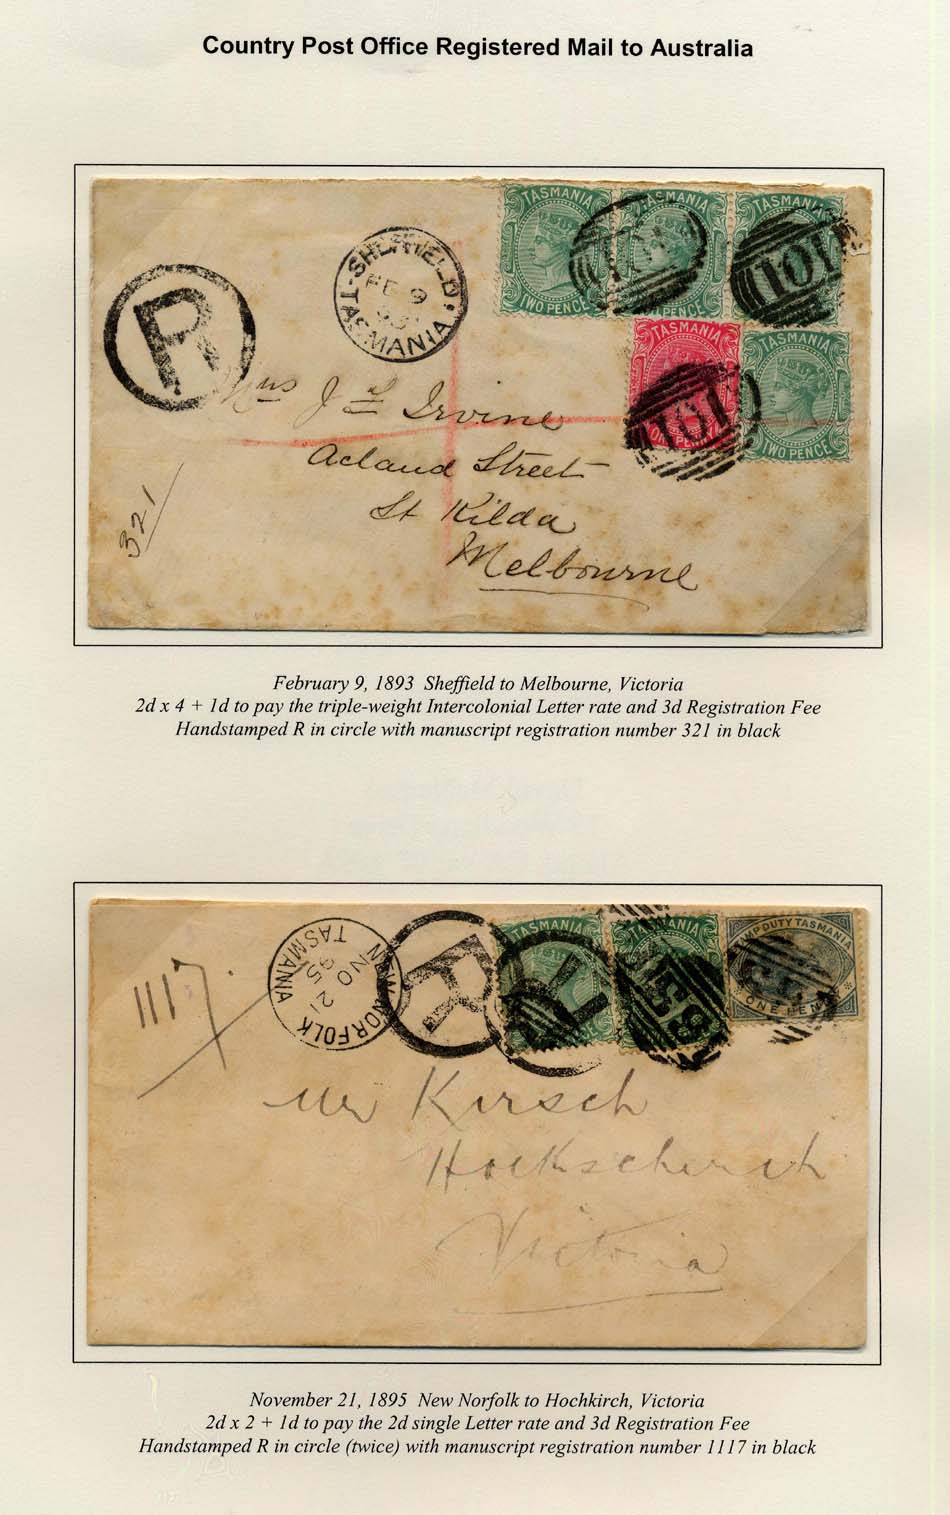 Country Post Office Registered Mail to Australia
TASMANIA TASMANIA TASMANIA
TWO PENCE TWO PENCE
101
SHEFFIELD
FE 9
TASMANIA
R
TASMANIA
ONE PENNY
101
TWO PENCE
Mrs J. L. Irvine
Acland Street
St Kilda
Melbourne
321
February 9, 1893 Sheffield to Melbourne, Victoria
2d x 4 + 1d to pay the triple-weight Intercolonial Letter rate and 3d Registration Fee
Handstamped R in circle with manuscript registration number 321 in black
1117
NEW NORFOLK
NO 21
95
TASMANIA
R
TASMANIA TASMANIA
STAMP DUTY TASMANIA
ONE PENNY
Mr Kirsch
Hockscherich
Victoria
November 21, 1895 New Norfolk to Hochkirch, Victoria
2d x 2 + 1d to pay the 2d single Letter rate and 3d Registration Fee
Handstamped R in circle (twice) with manuscript registration number 1117 in black